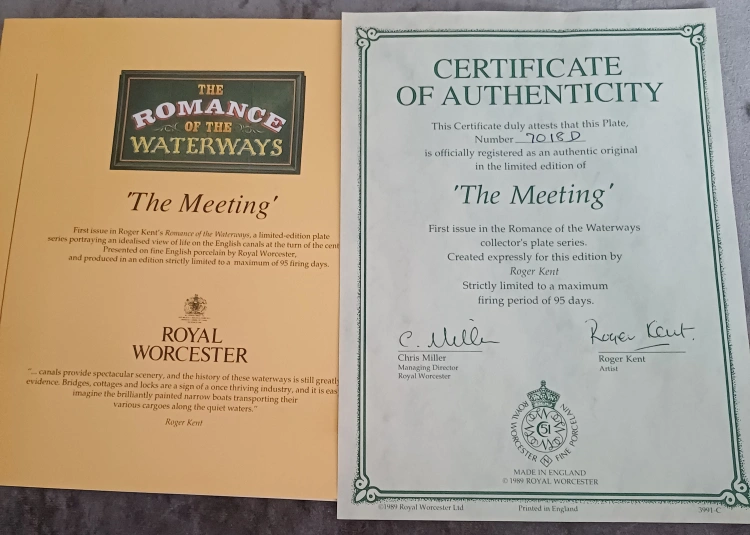 THE
ROMANCE
OF THE
WATERWAYS
'The Meeting'
First issue in Roger Kent's Romance of the Waterways, a limited-edition plate
series portraying an idealised view of life on the English canals at the turn of the
Presented on fine English porcelain by Royal Worcester,
and produced in an edition strictly limited to a maximum of 95 firing days.
ROYAL
WORCESTER
"... canals provide spectacular scenery, and the history of these waterways is still greatly
evidence. Bridges, cottages and locks are a sign of a once thriving industry, and it is
imagine the brilliantly painted narrow boats transporting their
various cargoes along the quiet waters."
Roger Kent
CERTIFICATE
OF AUTHENTICITY
This Certificate duly attests that this Plate,
Number 7018D
is officially registered as an authentic original
in the limited edition of
'The Meeting'
First issue in the Romance of the Waterways
collector's plate series.
Created expressly for this edition by
Roger Kent
Strictly limited to a maximum
firing period of 95 days.
C. Miller
Chris Miller
Managing Director
Royal Worcester
Roger Kent.
Roger Kent
Artist
ROYAL WORCESTER
FINE PORCELAIN
51
MADE IN ENGLAND
© 1989 ROYAL WORCESTER
©1989 Royal Worcester Ltd
Printed in England
3991-C